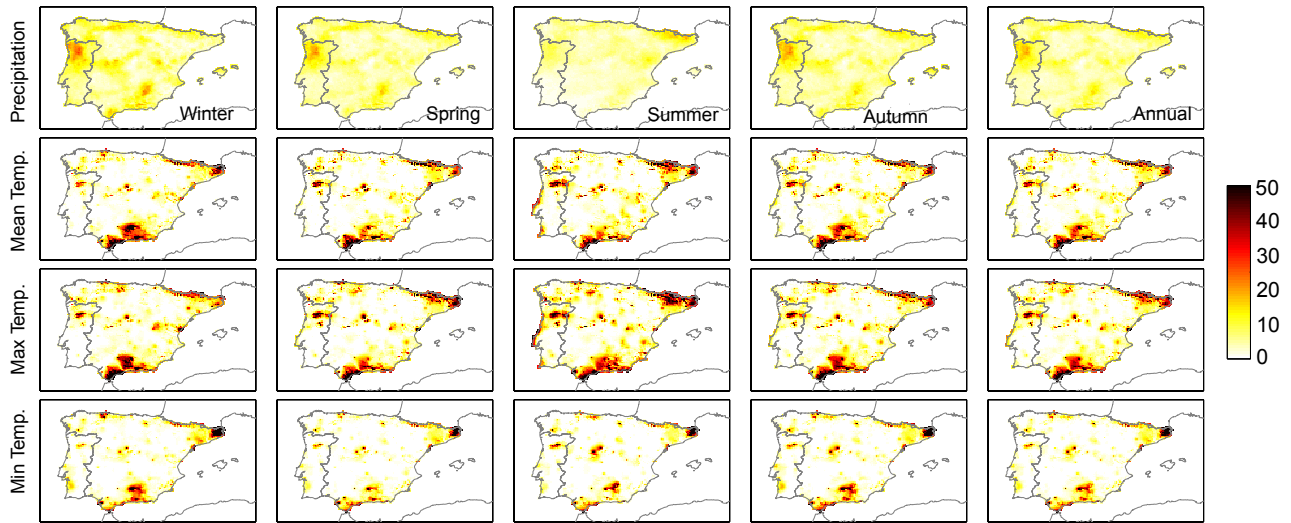 Precipitation
Winter
Spring
Summer
Autumn
Annual
Mean Temp.
Max Temp.
Min Temp.
50
40
30
20
10
0